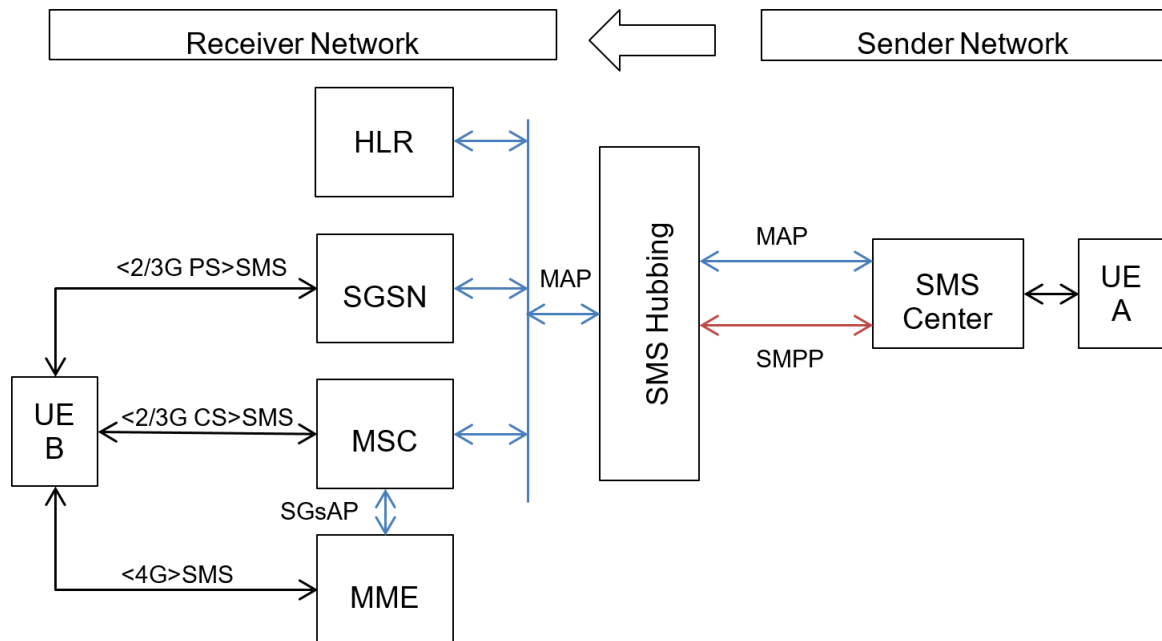 Receiver Network
Sender Network
HLR
<2/3G PS>SMS
SGSN
MAP
SMS Hubbing
MAP
SMPP
SMS
Center
UE
A
UE
B
<2/3G CS>SMS
MSC
SGsAP
<4G>SMS
MME